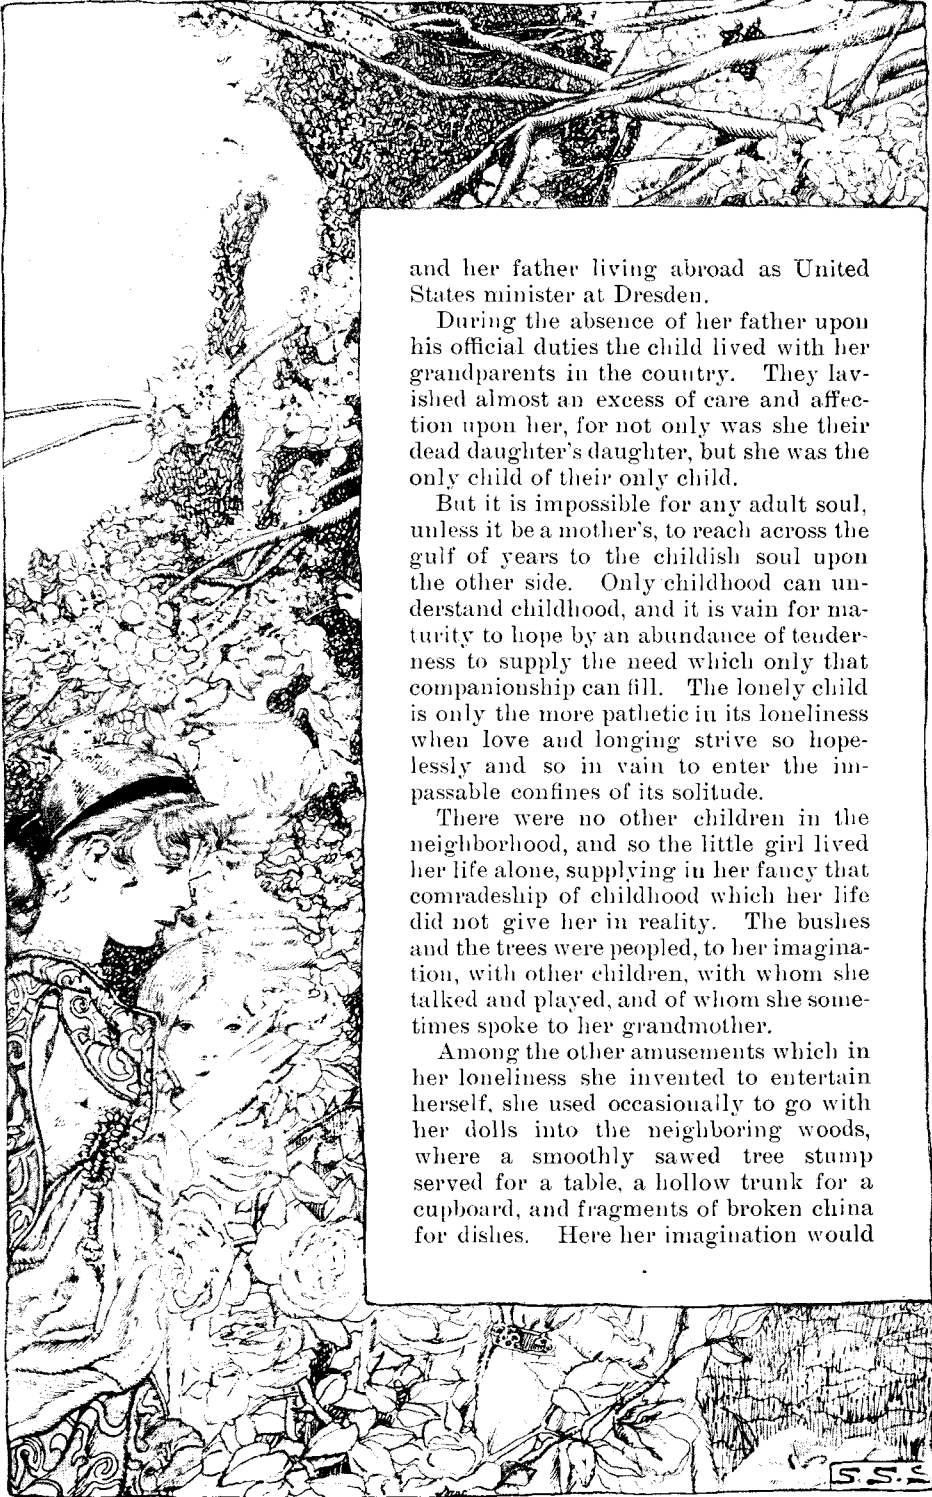 and her father living abroad as United
States minister at Dresden.
During the absence of her father upon
his official duties the child lived with her
grandparents in the country. They lav-
ished almost an excess of care and affec-
tion upon her, for not only was she their
dead daughter's daughter, but she was the
only child of their only child.
But it is impossible for any adult soul,
unless it be a mother's, to reach across the
gulf of years to the childish soul upon
the other side. Only childhood can un-
derstand childhood, and it is vain for ma-
turity to hope by an abundance of tender-
ness to supply the need which only that
companionship can fill. The lonely child
is only the more pathetic in its loneliness
when love and longing strive so hope-
lessly and so in vain to enter the im-
passable confines of its solitude.
There were no other children in the
neighborhood, and so the little girl lived
her life alone, supplying in her fancy that
comradeship of childhood which her life
did not give her in reality. The bushes
and the trees were peopled, to her imagina-
tion, with other children, with whom she
talked and played, and of whom she some-
times spoke to her grandmother.
Among the other amusements which in
her loneliness she invented to entertain
herself, she used occasionally to go with
her dolls into the neighboring woods,
where a smoothly sawed tree stump
served for a table, a hollow trunk for a
cupboard, and fragments of broken china
for dishes. Here her imagination would
S.S.S